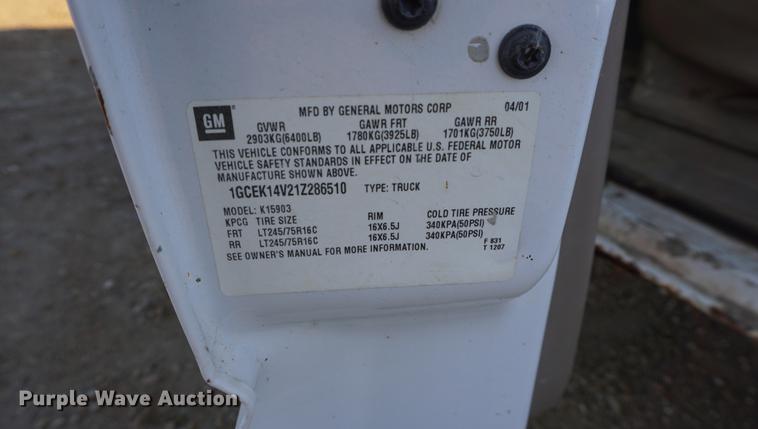 GM
MFD BY GENERAL MOTORS CORP 04/01
GVWR GAWR FRT GAWR RR
2903KG(6400LB) 1780KG(3925LB) 1701KG(3750LB)
THIS VEHICLE CONFORMS TO ALL APPLICABLE U.S. FEDERAL MOTOR
VEHICLE SAFETY STANDARDS IN EFFECT ON THE DATE OF
MANUFACTURE SHOWN ABOVE.
1GCEK14V21Z286510 TYPE: TRUCK
MODEL: K15903
KPCG TIRE SIZE RIM COLD TIRE PRESSURE
FRT LT245/75R16C 16X6.5J 340KPA(50PSI)
RR LT245/75R16C 16X6.5J 340KPA(50PSI)
SEE OWNER'S MANUAL FOR MORE INFORMATION.
F 831
T 1207
Purple Wave Auction